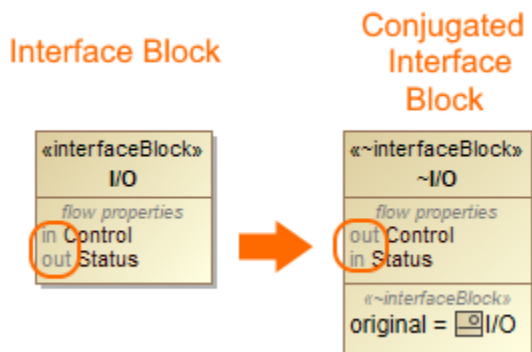 Interface Block
Conjugated
Interface
Block
«interfaceBlock»
I/O
flow properties
in Control
out Status
«~interfaceBlock»
~I/O
flow properties
out Control
in Status
«~interfaceBlock»
original = I/O